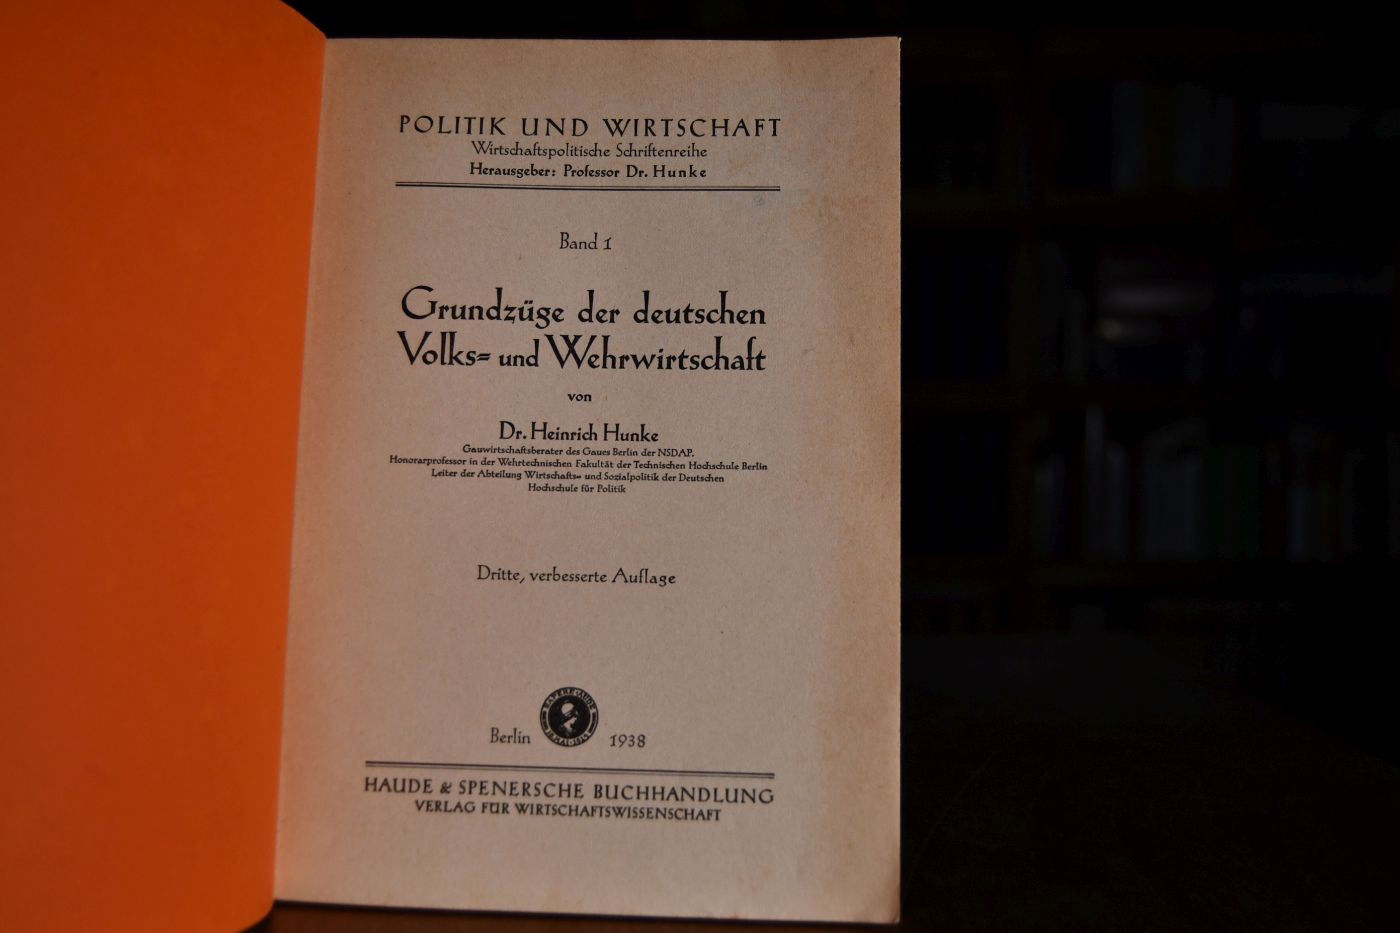 POLITIK UND WIRTSCHAFT
Wirtschaftspolitische Schriftenreihe
Herausgeber: Professor Dr. Hunke
Band 1
Grundzüge der deutschen
Volks= und Wehrwirtschaft
von
Dr. Heinrich Hunke
Gauwirtschaftsberater des Gaues Berlin der NSDAP.
Honorarprofessor in der Wehrtechnischen Fakultät der Technischen Hochschule Berlin
Leiter der Abteilung Wirtschafts= und Sozialpolitik der Deutschen
Hochschule für Politik
Dritte, verbesserte Auflage
Berlin 1938
HAUDE & SPENERSCHE BUCHHANDLUNG
VERLAG FÜR WIRTSCHAFTSWISSENSCHAFT